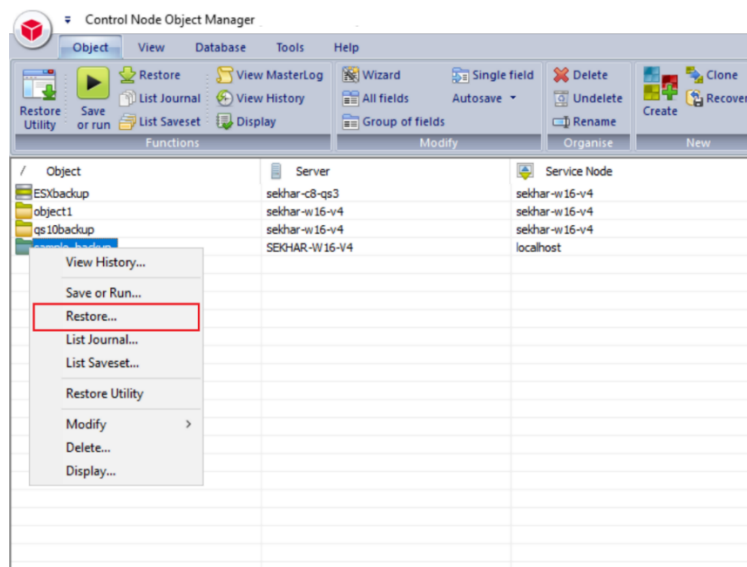 Control Node Object Manager
Object View Database Tools Help
Restore Utility
Save or run
Restore
List Journal
List Saveset
View MasterLog
View History
Display
Functions
Wizard
All fields
Group of fields
Single field
Autosave
Modify
Delete
Undelete
Rename
Organise
Create
Clone
Recover
New
/ Object Server Service Node
ESXbackup sekhar-c8-qs3 sekhar-w16-v4
object1 sekhar-w16-v4 sekhar-w16-v4
qs10backup sekhar-w16-v4 sekhar-w16-v4
sample_backup SEKHAR-W16-V4 localhost
View History...
Save or Run...
Restore...
List Journal...
List Saveset...
Restore Utility
Modify >
Delete...
Display...